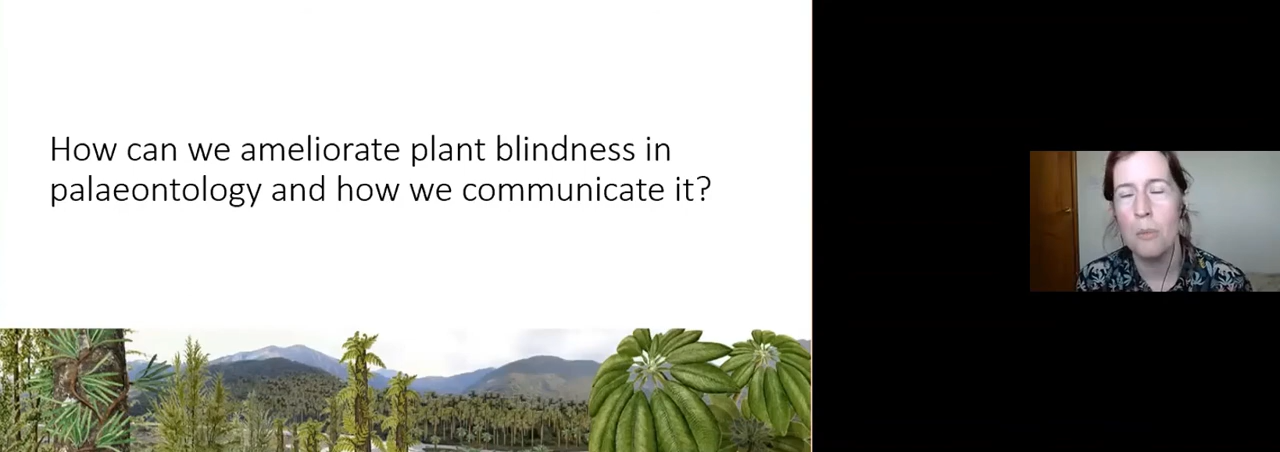 How can we ameliorate plant blindness in
palaeontology and how we communicate it?